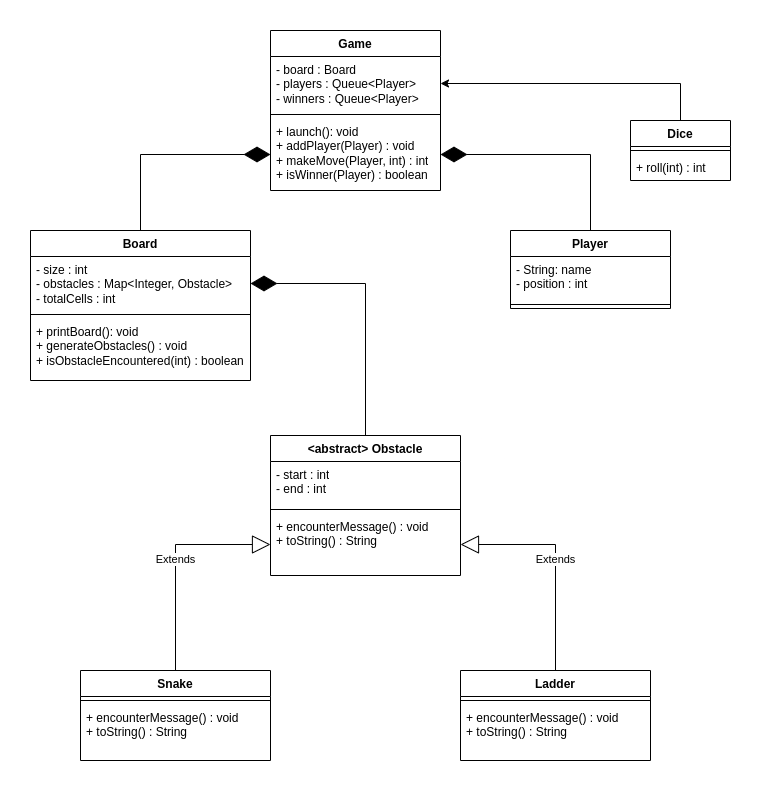 Game
- board : Board
- players : Queue<Player>
- winners : Queue<Player>
+ launch(): void
+ addPlayer(Player) : void
+ makeMove(Player, int) : int
+ isWinner(Player) : boolean
Dice
+ roll(int) : int
Board
- size : int
- obstacles : Map<Integer, Obstacle>
- totalCells : int
+ printBoard(): void
+ generateObstacles() : void
+ isObstacleEncountered(int) : boolean
Player
- String: name
- position : int
<abstract> Obstacle
- start : int
- end : int
+ encounterMessage() : void
+ toString() : String
Extends
Extends
Snake
+ encounterMessage() : void
+ toString() : String
Ladder
+ encounterMessage() : void
+ toString() : String